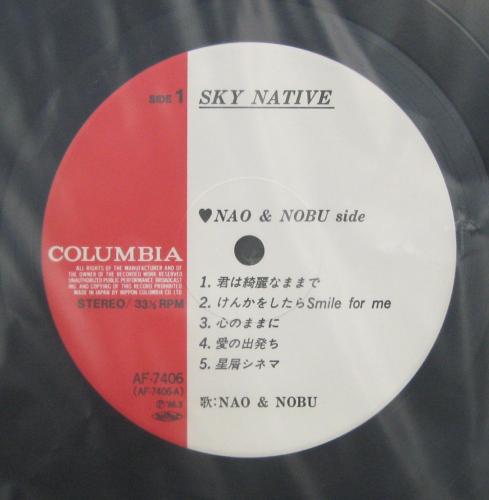 SIDE 1
SKY NATIVE
♥NAO & NOBU side
COLUMBIA
ALL RIGHTS OF THE MANUFACTURER AND OF
THE OWNER OF THE RECORDED WORK RESERVED
UNAUTHORIZED PUBLIC PERFORMANCE BROADCAST
ING AND COPYING OF THIS RECORD PROHIBITED
MADE IN JAPAN BY NIPPON COLUMBIA CO LTD
STEREO/33⅓RPM
1. 君は綺麗なままで
2. けんかをしたらSmile for me
3. 心のままに
4. 愛の出発ち
5. 星屑シネマ
AF-7406
(AF-7406-A)
歌:NAO & NOBU